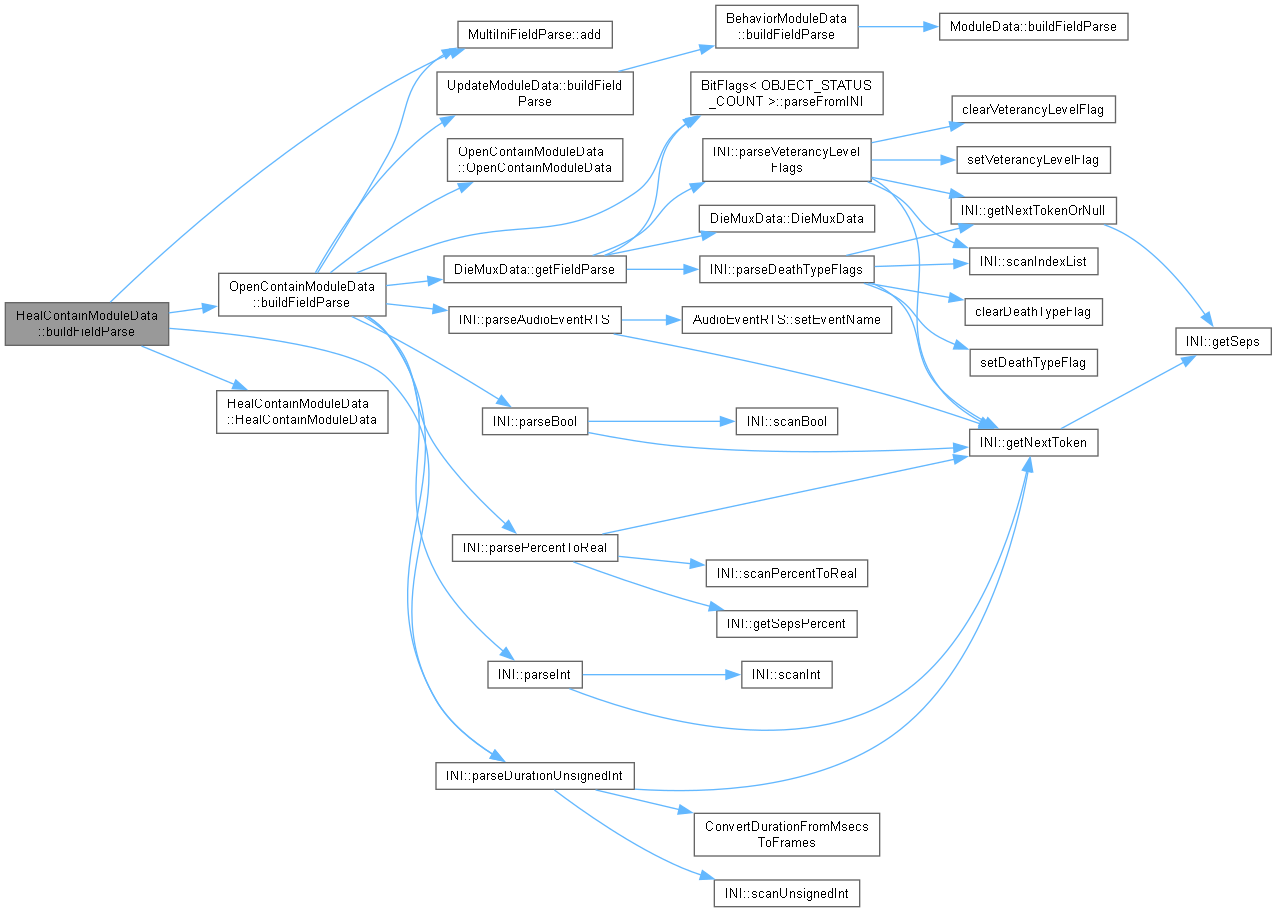 HealContainModuleData
::buildFieldParse
OpenContainModuleData
::buildFieldParse
HealContainModuleData
::HealContainModuleData
MultiIniFieldParse::add
UpdateModuleData::buildField
Parse
OpenContainModuleData
::OpenContainModuleData
DieMuxData::getFieldParse
INI::parseAudioEventRTS
INI::parseBool
INI::parsePercentToReal
INI::parseInt
INI::parseDurationUnsignedInt
BehaviorModuleData
::buildFieldParse
BitFlags< OBJECT_STATUS
_COUNT >::parseFromINI
INI::parseVeterancyLevel
Flags
DieMuxData::DieMuxData
INI::parseDeathTypeFlags
AudioEventRTS::setEventName
INI::scanBool
INI::scanPercentToReal
INI::getSepsPercent
INI::scanInt
ConvertDurationFromMsecs
ToFrames
INI::scanUnsignedInt
ModuleData::buildFieldParse
clearVeterancyLevelFlag
setVeterancyLevelFlag
INI::getNextTokenOrNull
INI::scanIndexList
clearDeathTypeFlag
setDeathTypeFlag
INI::getNextToken
INI::getSeps